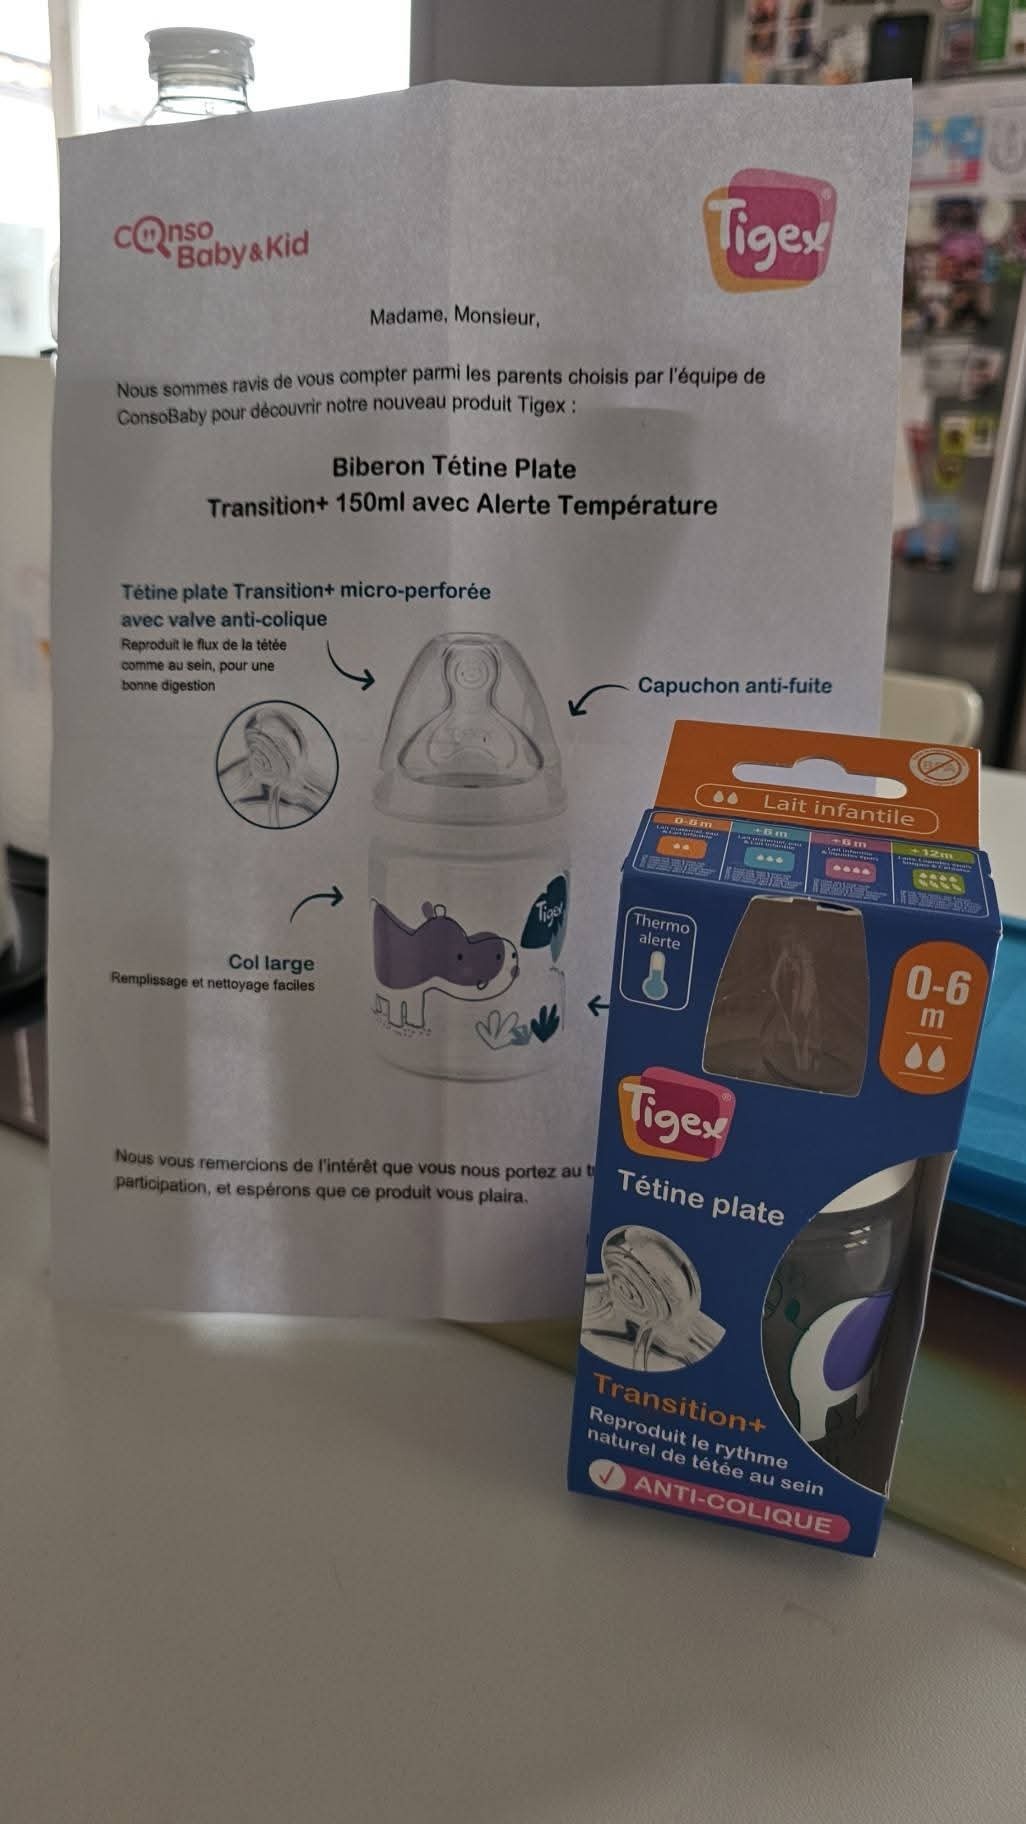 Conso
Baby & Kid
Tigex
Madame, Monsieur,
Nous sommes ravis de vous compter parmi les parents choisis par l'équipe de
ConsoBaby pour découvrir notre nouveau produit Tigex :
Biberon Tétine Plate
Transition+ 150ml avec Alerte Température
Tétine plate Transition+ micro-perforée
avec valve anti-colique
Reproduit le flux de la tétée
comme au sein, pour une
bonne digestion
Capuchon anti-fuite
Tigex
Col large
Remplissage et nettoyage faciles
Nous vous remercions de l'intérêt que vous nous portez au
participation, et espérons que ce produit vous plaira.
Lait infantile
0-6 m
+6 m
+6 m
+12m
Thermo
alerte
0-6
m
Tigex
Tétine plate
Transition+
Reproduit le rythme
naturel de tétée au sein
ANTI-COLIQUE